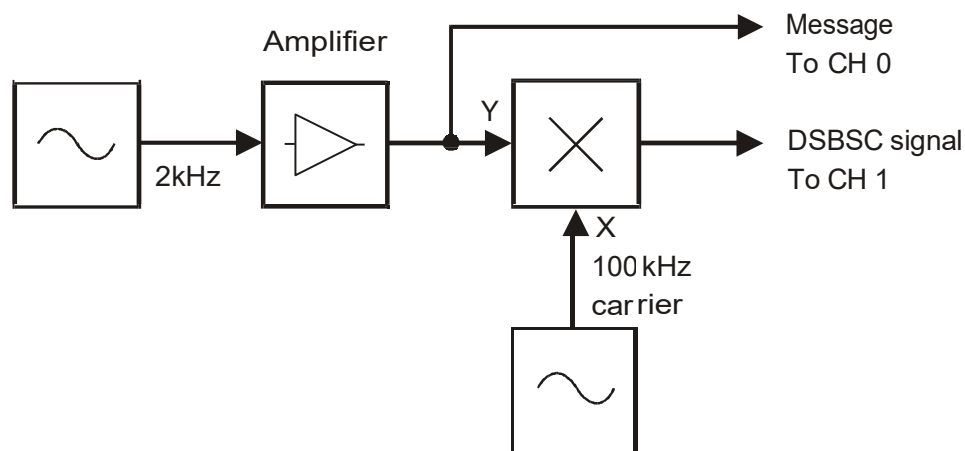 Amplifier
Message
To CH 0
Y
DSBSC signal
To CH 1
2kHz
X
100 kHz
carrier